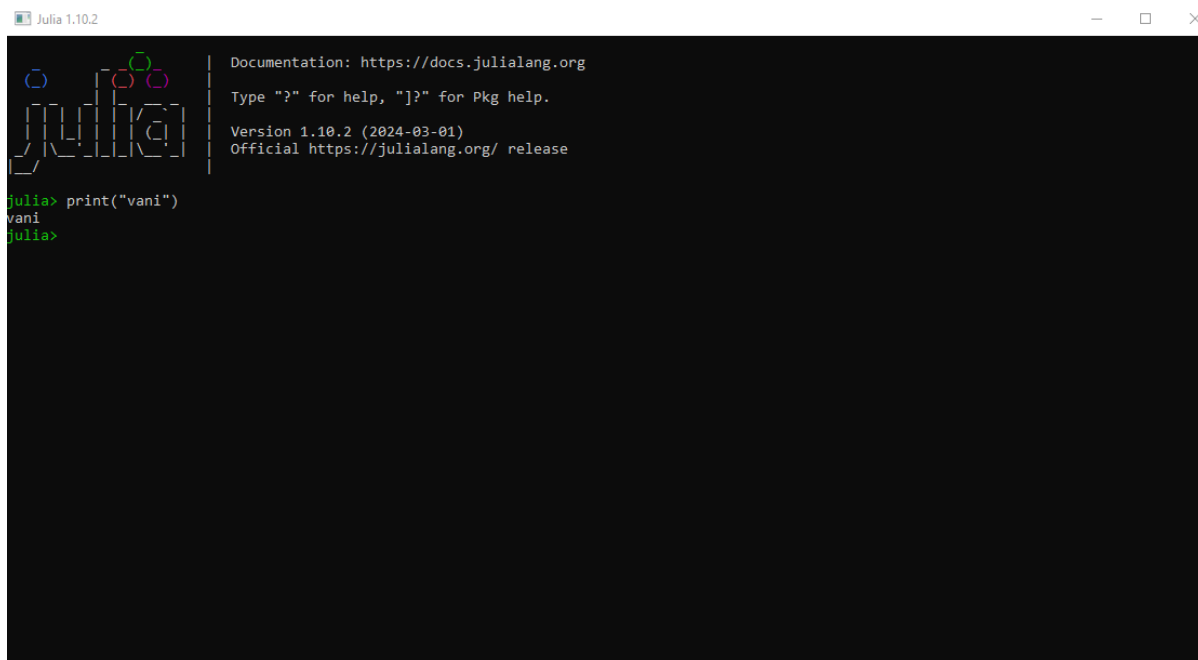 Julia 1.10.2
Documentation: https://docs.julialang.org
Type "?" for help, "]?" for Pkg help.
Version 1.10.2 (2024-03-01)
Official https://julialang.org/ release
julia
julia> print("vani")
vani
julia>